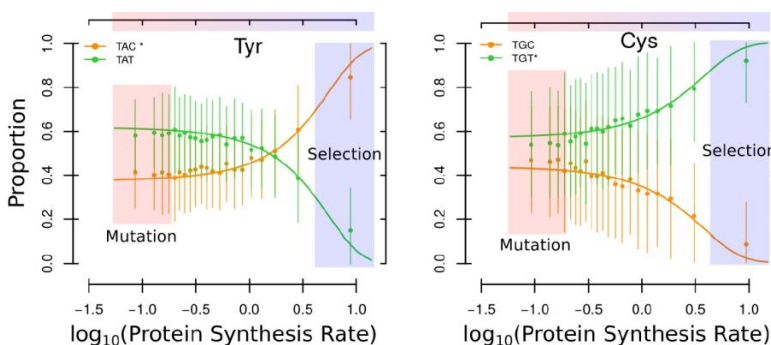 Tyr
TAC *
TAT
Proportion
0.0
0.2
0.4
0.6
0.8
1.0
Mutation
Selection
−1.5
−1.0
−0.5
0.0
0.5
1.0
log10(Protein Synthesis Rate)
Cys
TGC
TGT*
0.0
0.2
0.4
0.6
0.8
1.0
Mutation
Selection
−1.5
−1.0
−0.5
0.0
0.5
1.0
log10(Protein Synthesis Rate)